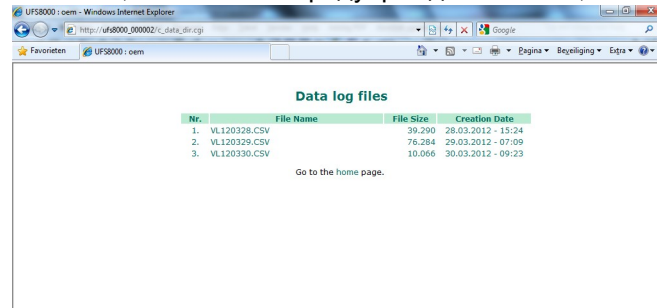 UFS8000 : oem - Windows Internet Explorer
http://ufs8000_000002/c_data_dir.cgi
Google
Favorieten
UFS8000 : oem
Pagina
Beveiliging
Extra
Data log files
Nr. File Name File Size Creation Date
1. VL120328.CSV 39.290 28.03.2012 - 15:24
2. VL120329.CSV 76.284 29.03.2012 - 07:09
3. VL120330.CSV 10.066 30.03.2012 - 09:23
Go to the home page.